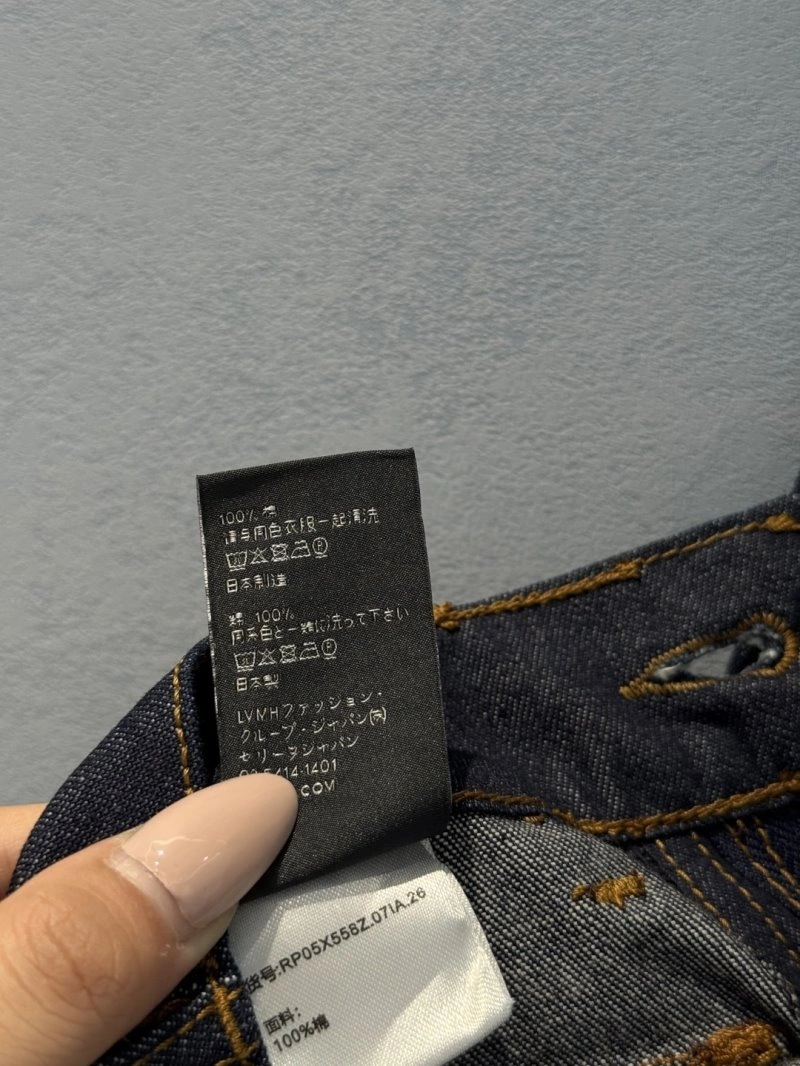 100% 棉
请与同色衣服一起清洗
日本制造
綿 100%
同系色と一緒に洗って下さい
日本製
LVMHファッション・
グループ・ジャパン㈱
セリーヌジャパン
1401
COM
货号:RP05X558Z.07IA.26
面料:
100%棉